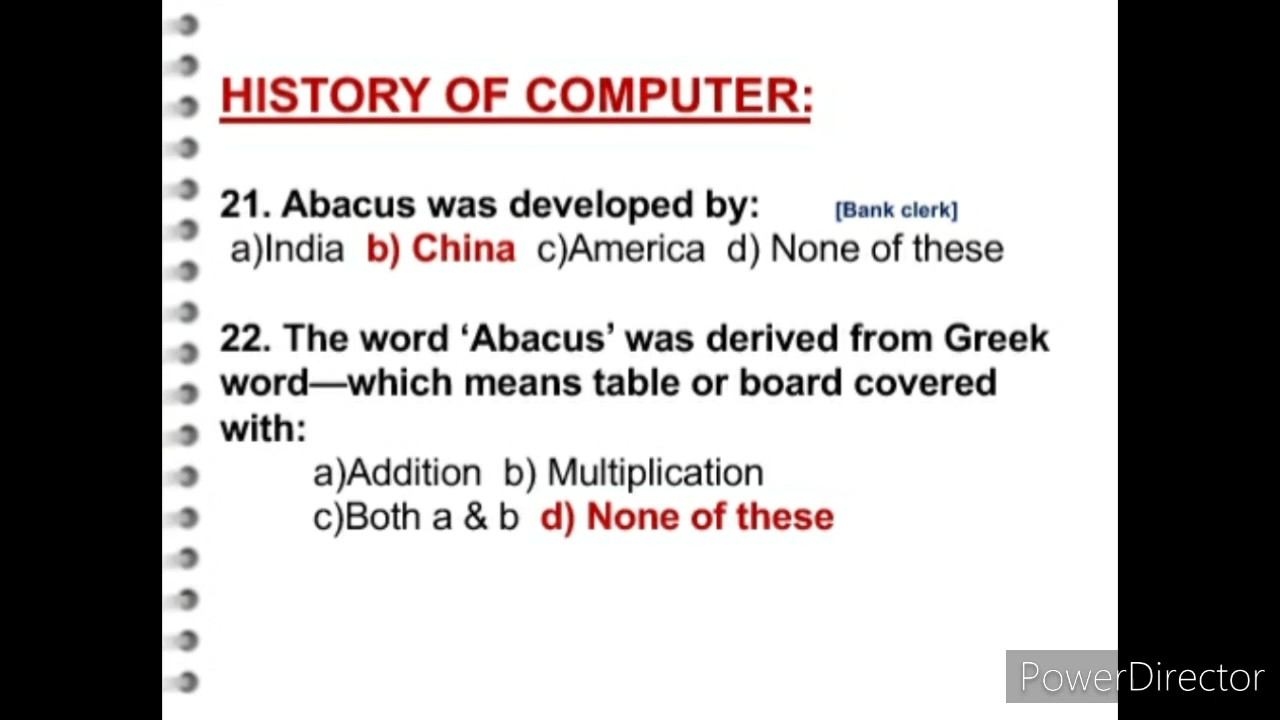 HISTORY OF COMPUTER:
21. Abacus was developed by: [Bank clerk]
a)India b) China c)America d) None of these
22. The word ‘Abacus’ was derived from Greek
word—which means table or board covered
with:
a)Addition b) Multiplication
c)Both a & b d) None of these
PowerDirector